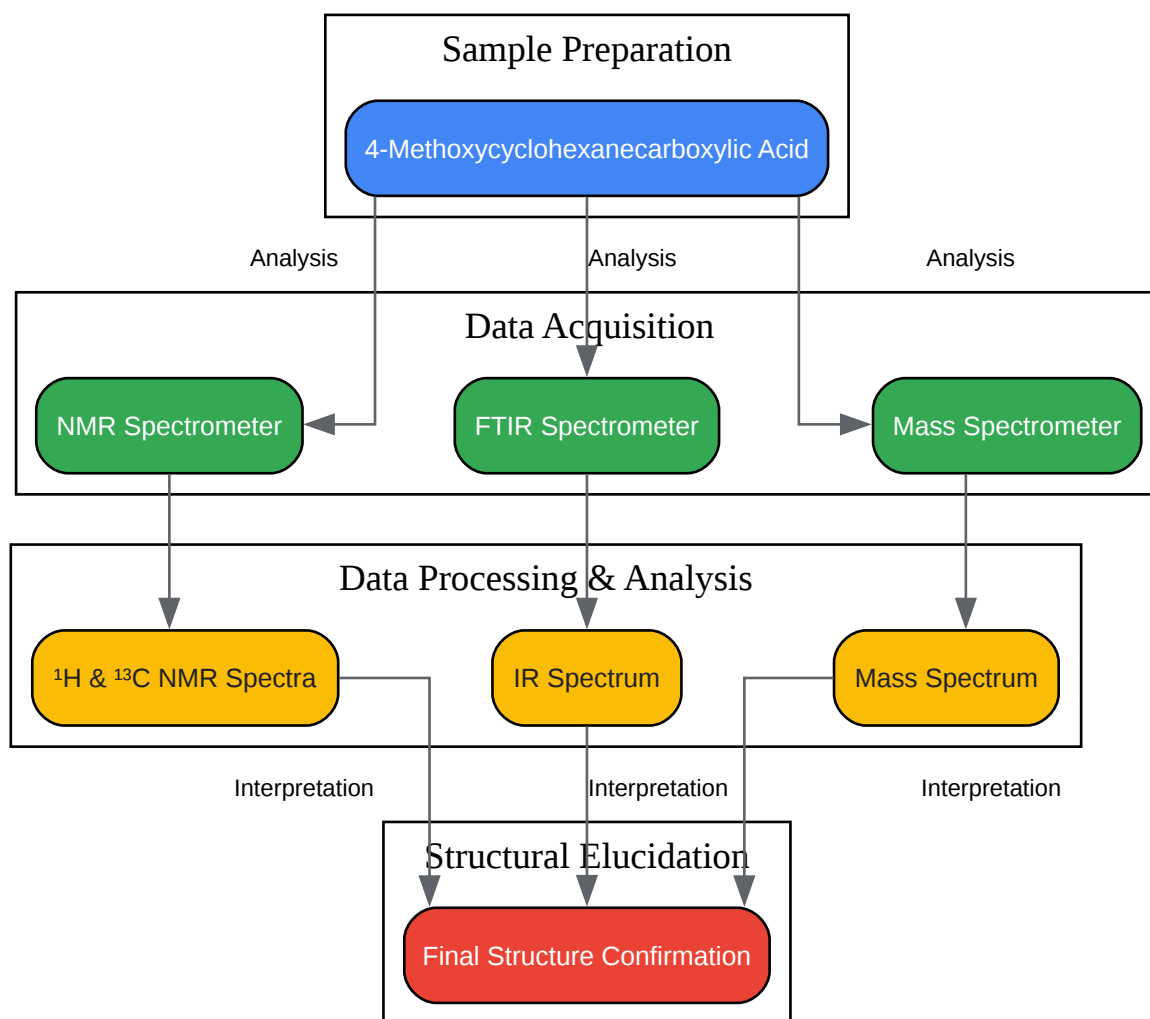 Sample Preparation
4-Methoxycyclohexanecarboxylic Acid
Analysis
Analysis
Analysis
Data Acquisition
NMR Spectrometer
FTIR Spectrometer
Mass Spectrometer
Data Processing & Analysis
¹H & ¹³C NMR Spectra
IR Spectrum
Mass Spectrum
Interpretation
Interpretation
Interpretation
Structural Elucidation
Final Structure Confirmation